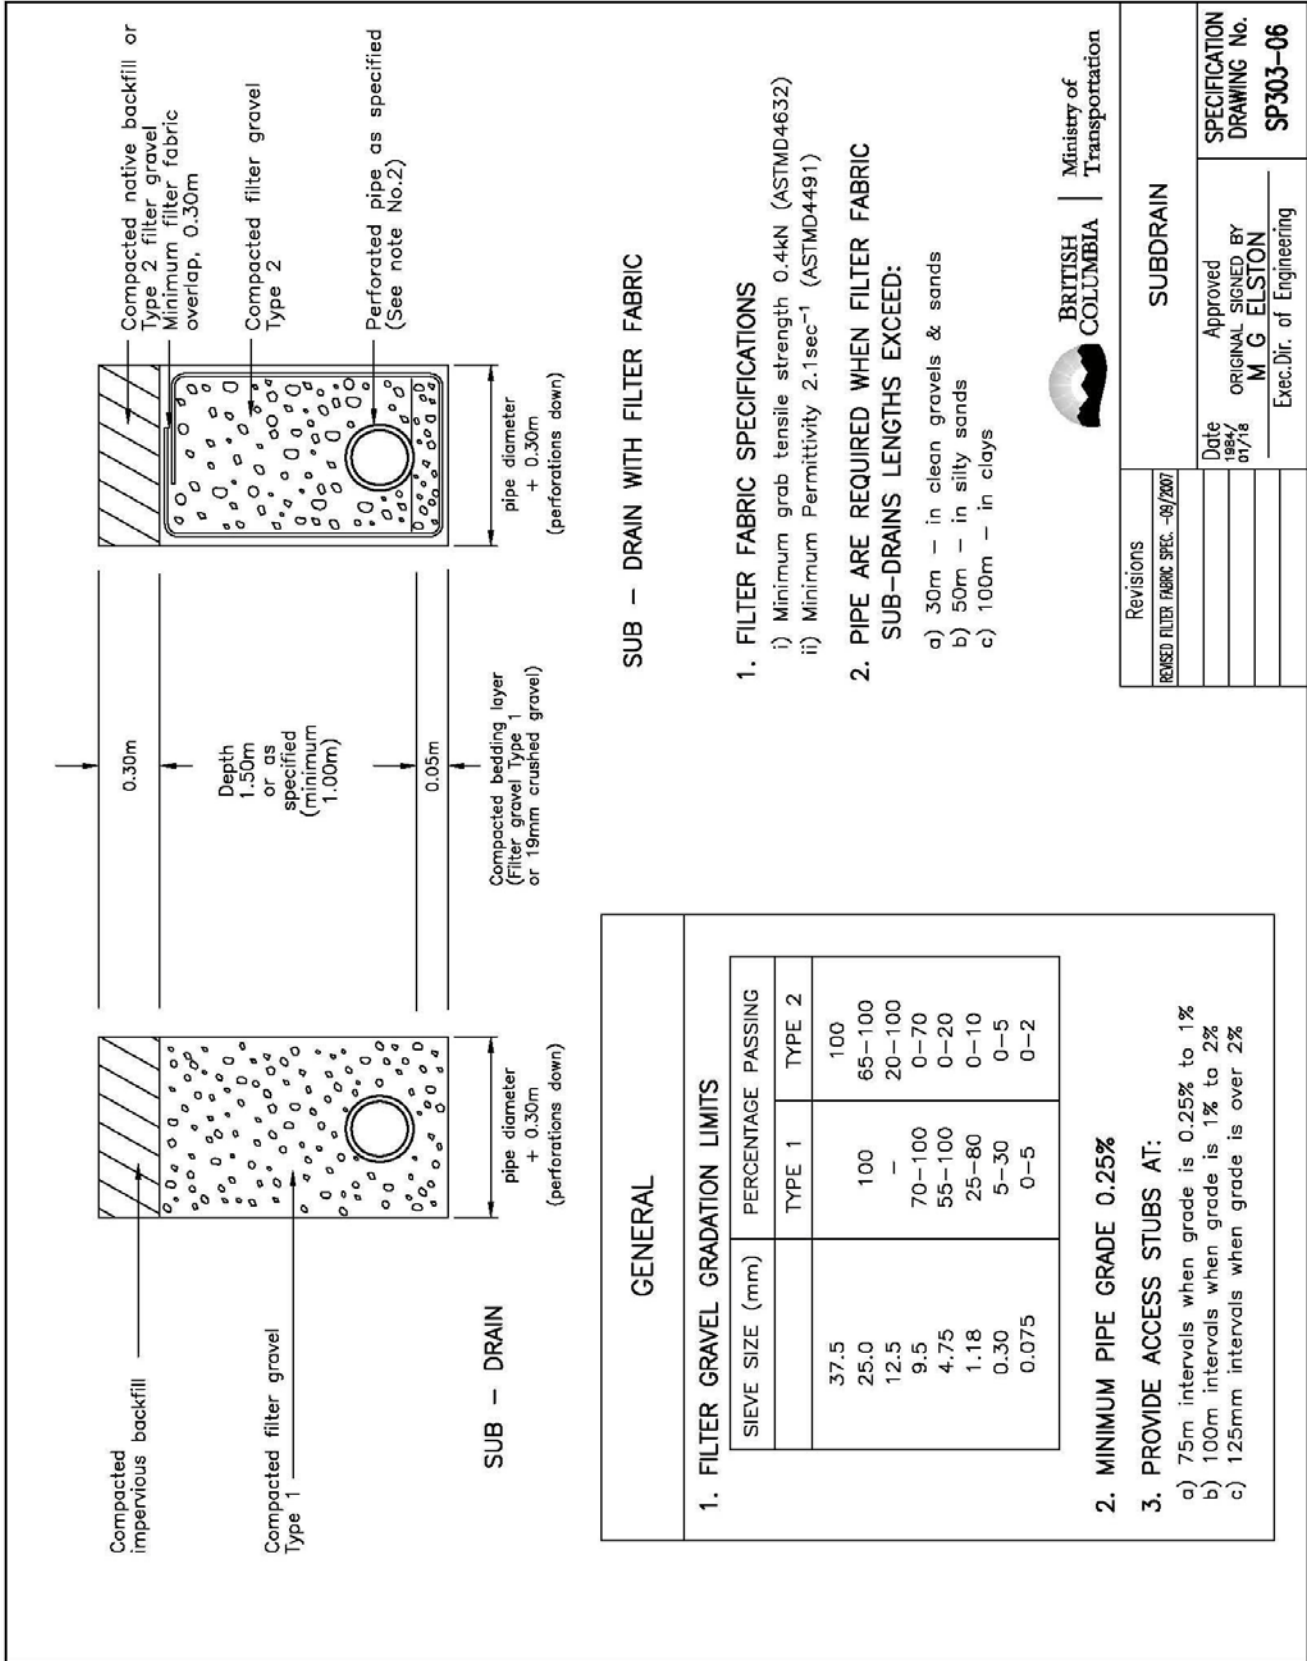 Compacted
impervious backfill
Compacted filter gravel
Type 1
SUB – DRAIN
pipe diameter
+ 0.30m
(perforations down)
0.30m
Depth
1.50m
or as
specified
(minimum
1.00m)
0.05m
Compacted bedding layer
(Filter gravel Type 1
or 19mm crushed gravel)
Compacted native backfill or
Type 2 filter gravel
Minimum filter fabric
overlap, 0.30m
Compacted filter gravel
Type 2
Perforated pipe as specified
(See note No.2)
pipe diameter
+ 0.30m
(perforations down)
SUB – DRAIN WITH FILTER FABRIC
GENERAL
1. FILTER GRAVEL GRADATION LIMITS
SIEVE SIZE (mm) PERCENTAGE PASSING
TYPE 1 TYPE 2
37.5 100
25.0 100 65–100
12.5 – 20–100
9.5 70–100 0–70
4.75 55–100 0–20
1.18 25–80 0–10
0.30 5–30 0–5
0.075 0–5 0–2
2. MINIMUM PIPE GRADE 0.25%
3. PROVIDE ACCESS STUBS AT:
a) 75m intervals when grade is 0.25% to 1%
b) 100m intervals when grade is 1% to 2%
c) 125mm intervals when grade is over 2%
1. FILTER FABRIC SPECIFICATIONS
i) Minimum grab tensile strength 0.4kN (ASTMD4632)
ii) Minimum Permittivity 2.1sec⁻¹ (ASTMD4491)
2. PIPE ARE REQUIRED WHEN FILTER FABRIC
SUB–DRAINS LENGTHS EXCEED:
a) 30m – in clean gravels & sands
b) 50m – in silty sands
c) 100m – in clays
BRITISH
COLUMBIA
Ministry of
Transportation
Revisions
REVISED FILTER FABRIC SPEC. -09/2007
SUBDRAIN
Date
1984/
01/18
Approved
ORIGINAL SIGNED BY
M G ELSTON
Exec.Dir. of Engineering
SPECIFICATION
DRAWING No.
SP303–06